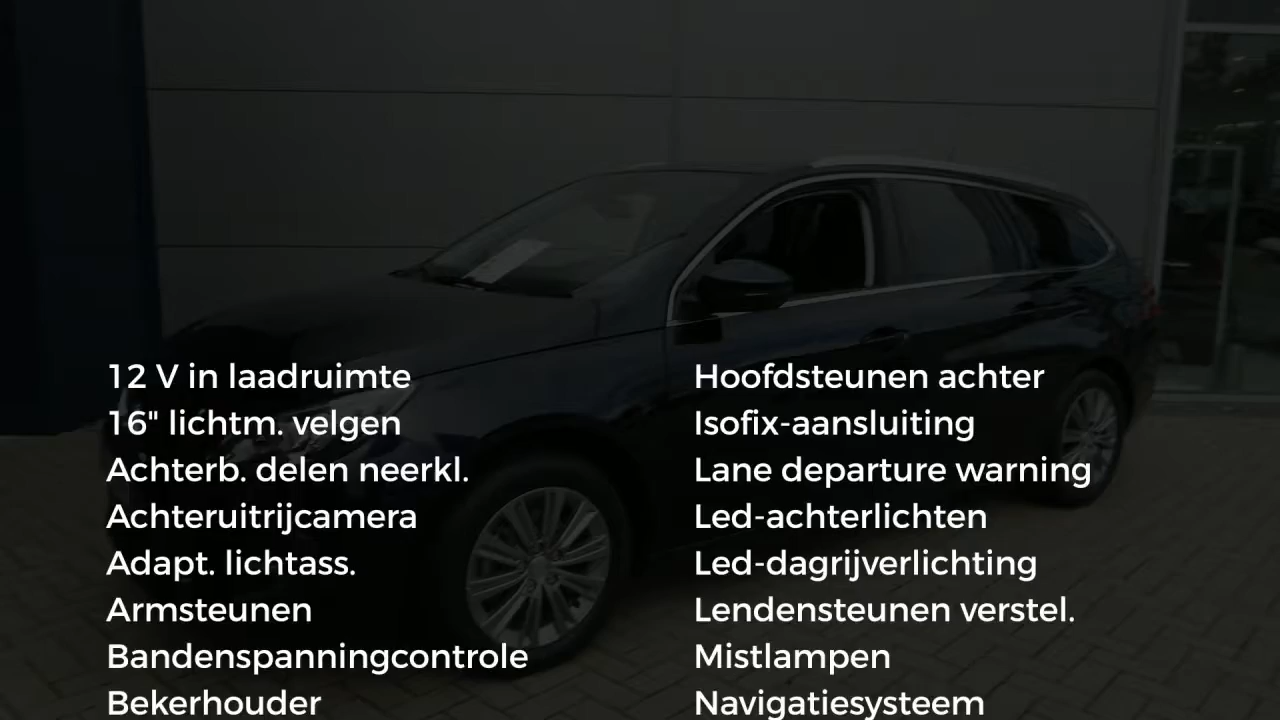 12 V in laadruimte
16" lichtm. velgen
Achterb. delen neerkl.
Achteruitrijcamera
Adapt. lichtass.
Armsteunen
Bandenspanningcontrole
Bekerhouder
Hoofdsteunen achter
Isofix-aansluiting
Lane departure warning
Led-achterlichten
Led-dagrijverlichting
Lendensteunen verstel.
Mistlampen
Navigatiesysteem